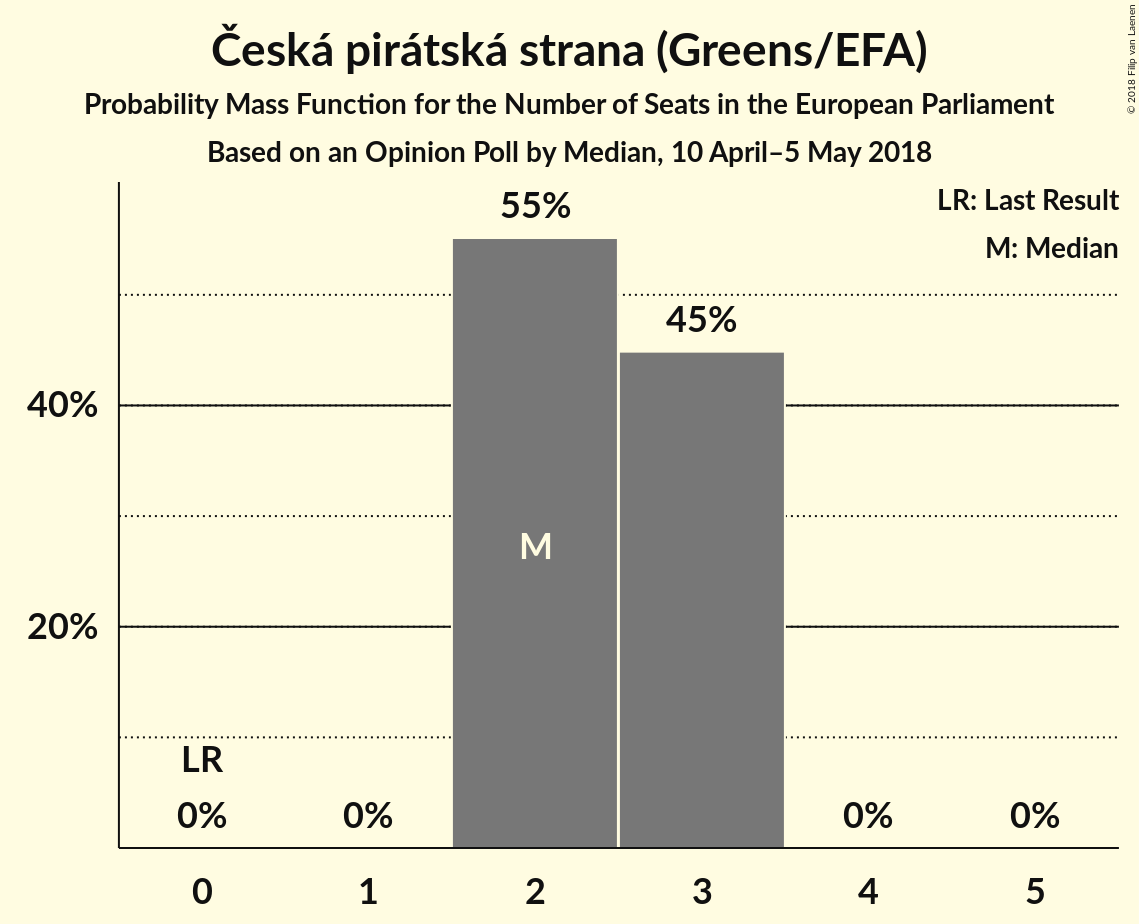 Česká pirátská strana (Greens/EFA)
Probability Mass Function for the Number of Seats in the European Parliament
Based on an Opinion Poll by Median, 10 April–5 May 2018
© 2018 Filip van Laenen
LR: Last Result
M: Median
55%
45%
40%
M
20%
LR
0%
0%
0%
0%
0
1
2
3
4
5